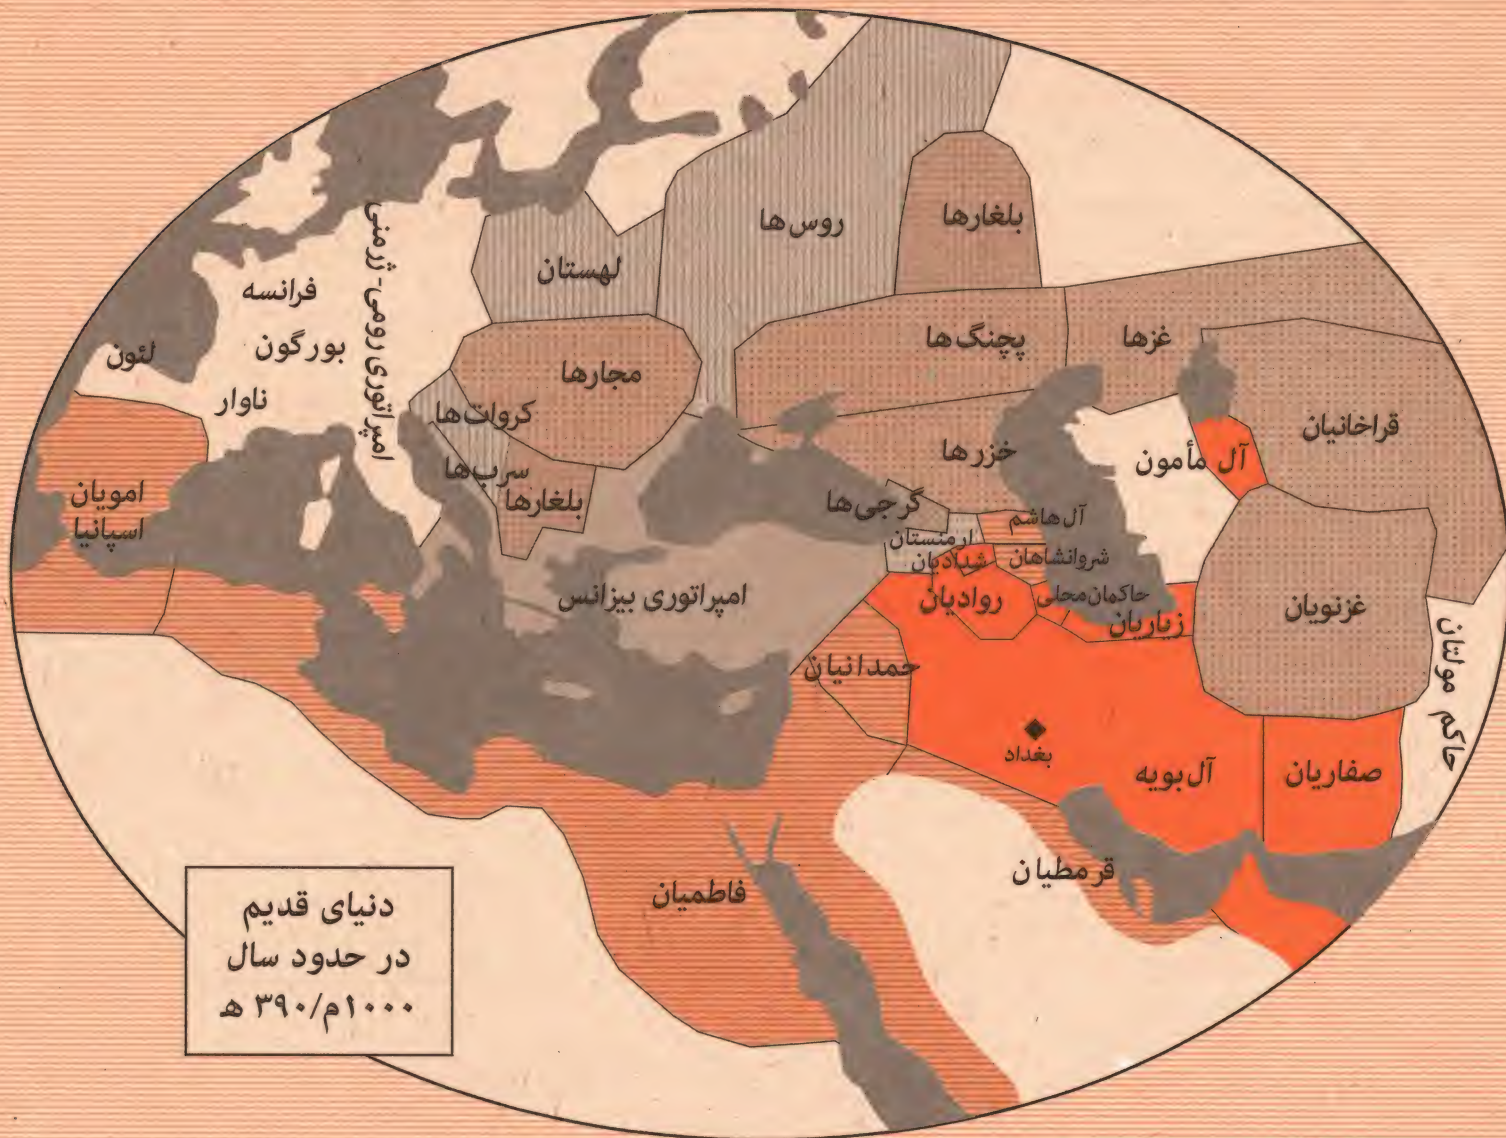 روس‌ها
بلغارها
لهستان
امپراتوری رومی-ژرمنی
فرانسه
بورگون
ناوار
لئون
مجارها
پچنگ‌ها
غزها
قراخانیان
کروات‌ها
سرب‌ها
بلغارها
خزرها
آل مأمون
امویان
اسپانیا
گرجی‌ها
آل‌هاشم
ارمنستان
شروانشاهان
شدادیان
امپراتوری بیزانس
روادیان
حاکمان‌محلی
زیاریان
غزنویان
حاکم مولتان
حمدانیان
بغداد
آل‌بویه
صفاریان
قرمطیان
فاطمیان
دنیای قدیم
در حدود سال
۱۰۰۰م/۳۹۰ ه